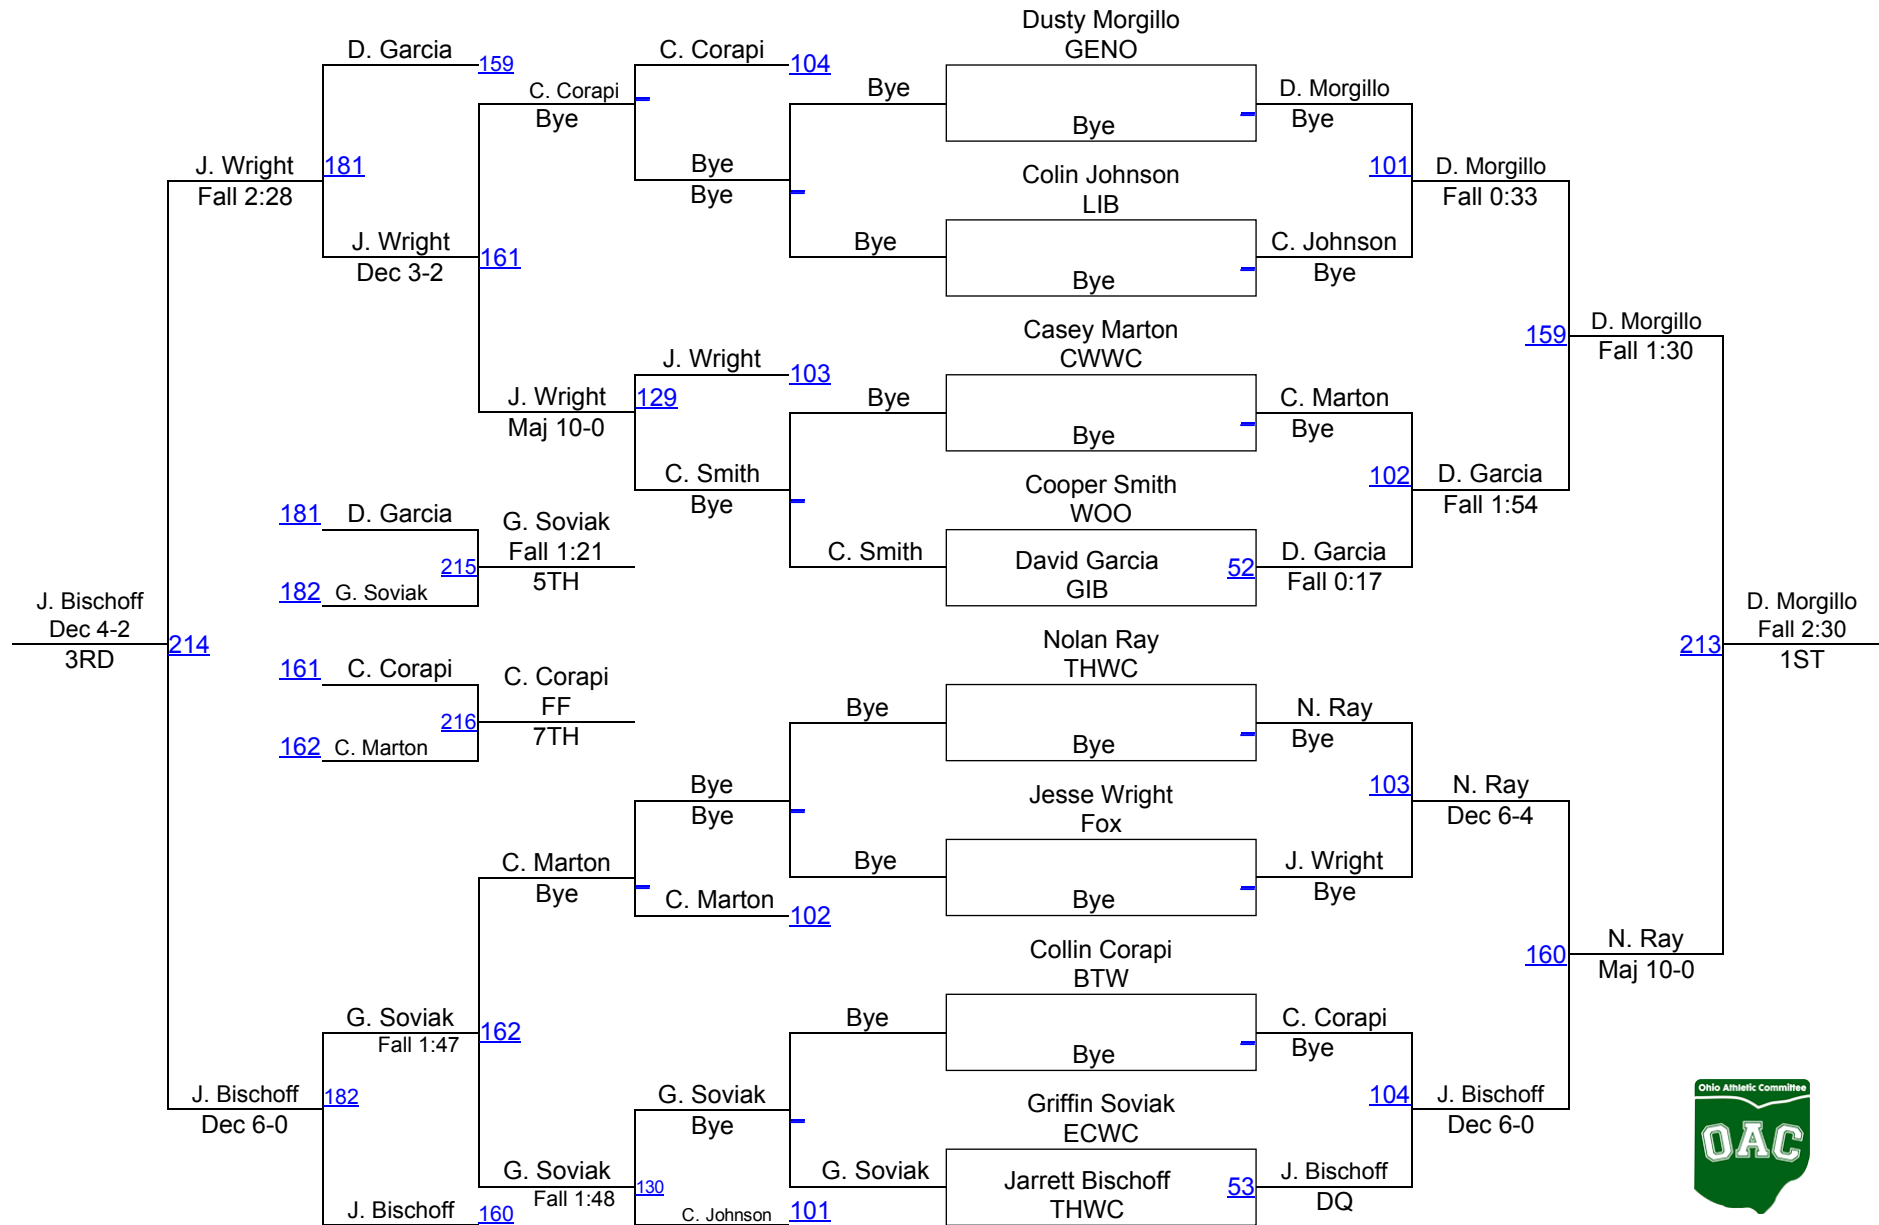 Dusty Morgillo
GENO
D. Garcia
159
C. Corapi
104
C. Corapi
Bye
Bye
Bye
D. Morgillo
Bye
J. Wright
Fall 2:28
181
Bye
Bye
Colin Johnson
LIB
101
D. Morgillo
Fall 0:33
J. Wright
Dec 3-2
161
Bye
Bye
C. Johnson
Bye
Casey Marton
CWWC
159
D. Morgillo
Fall 1:30
J. Wright
103
J. Wright
Maj 10-0
129
Bye
Bye
C. Marton
Bye
C. Smith
Bye
Cooper Smith
WOO
102
D. Garcia
Fall 1:54
181
D. Garcia
G. Soviak
Fall 1:21
5TH
215
182
G. Soviak
C. Smith
David Garcia
GIB
52
D. Garcia
Fall 0:17
J. Bischoff
Dec 4-2
3RD
214
Nolan Ray
THWC
213
D. Morgillo
Fall 2:30
1ST
161
C. Corapi
C. Corapi
FF
7TH
216
162
C. Marton
Bye
Bye
N. Ray
Bye
Bye
Bye
Jesse Wright
Fox
103
N. Ray
Dec 6-4
C. Marton
Bye
Bye
Bye
J. Wright
Bye
C. Marton
102
Collin Corapi
BTW
160
N. Ray
Maj 10-0
G. Soviak
Fall 1:47
162
Bye
Bye
C. Corapi
Bye
J. Bischoff
Dec 6-0
182
G. Soviak
Bye
Griffin Soviak
ECWC
104
J. Bischoff
Dec 6-0
Ohio Athletic Committee
OAC
G. Soviak
Fall 1:48
130
G. Soviak
Jarrett Bischoff
THWC
53
J. Bischoff
DQ
J. Bischoff
160
C. Johnson
101